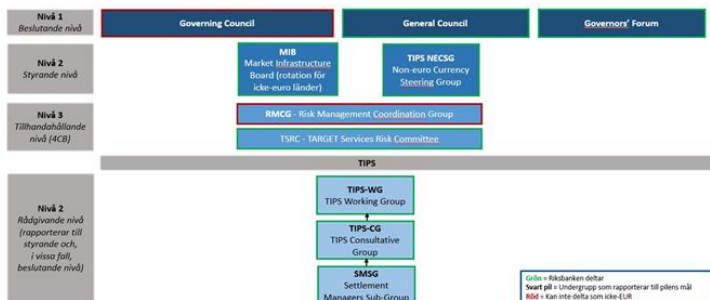 Nivå 1
Beslutande nivå
Governing Council
General Council
Governors' Forum
Nivå 2
Styrande nivå
MIB
Market Infrastructure
Board (rotation för
icke-euro länder)
TIPS NECSG
Non-euro Currency
Steering Group
Nivå 3
Tillhandahållande
nivå (4CB)
RMCG - Risk Management Coordination Group
TSRC - TARGET Services Risk Committee
TIPS
Nivå 2
Rådgivande nivå
(rapporterar till
styrande och,
i vissa fall,
beslutande nivå)
TIPS-WG
TIPS Working Group
TIPS-CG
TIPS Consultative
Group
SMSG
Settlement
Managers Sub-Group
Grön = Riksbanken deltar
Svart pil = Undergrupp som rapporterar till pilens mål
Röd = Kan inte delta som icke-EUR